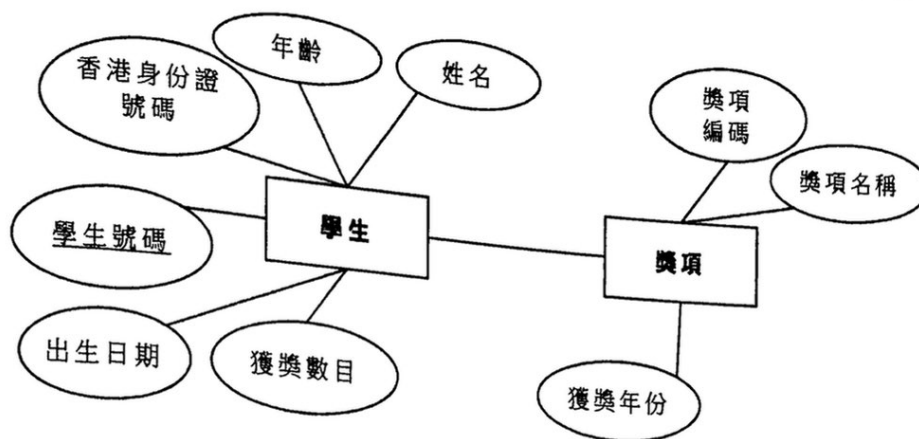 年齡
姓名
香港身份證
號碼
獎項
編碼
獎項名稱
學生
學生號碼
獎項
出生日期
獲獎數目
獲獎年份